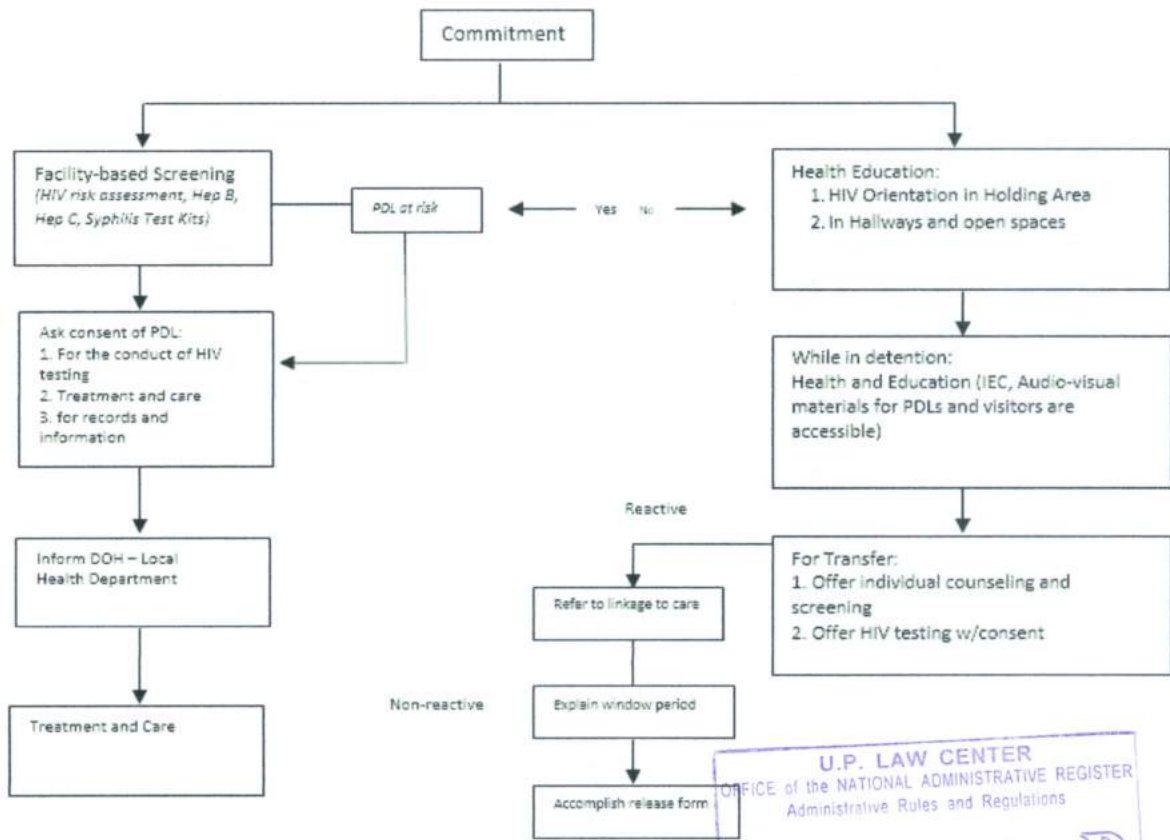 Commitment
Facility-based Screening
(HIV risk assessment, Hep B,
Hep C, Syphilis Test Kits)
PDL at risk
Yes No
Health Education:
1. HIV Orientation in Holding Area
2. In Hallways and open spaces
Ask consent of PDL:
1. For the conduct of HIV
testing
2. Treatment and care
3. for records and
information
While in detention:
Health and Education (IEC, Audio-visual
materials for PDLs and visitors are
accessible)
Reactive
Inform DOH – Local
Health Department
For Transfer:
1. Offer individual counseling and
screening
2. Offer HIV testing w/consent
Refer to linkage to care
Non-reactive
Explain window period
Treatment and Care
Accomplish release form
U.P. LAW CENTER
OFFICE of the NATIONAL ADMINISTRATIVE REGISTER
Administrative Rules and Regulations